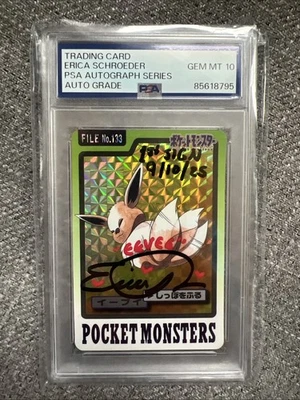 TRADING CARD
ERICA SCHROEDER
PSA AUTOGRAPH SERIES
AUTO GRADE
GEM MT 10
PSA
85618795
FILE No.133
ポケットモンスター
1st SIGN
9/10/25
EEVEE
イーブイ
しっぽをふる
POCKET MONSTERS